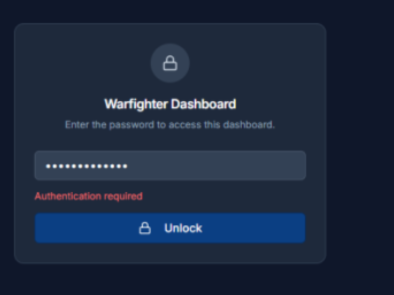 Warfighter Dashboard
Enter the password to access this dashboard.
•••••••••••••
Authentication required
Unlock